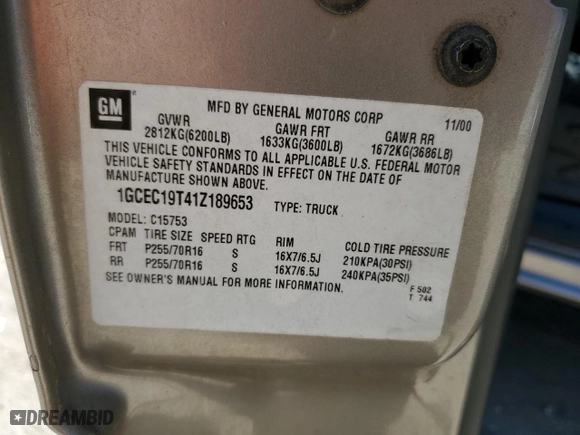 GM
MFD BY GENERAL MOTORS CORP 11/00
GVWR GAWR FRT GAWR RR
2812KG(6200LB) 1633KG(3600LB) 1672KG(3686LB)
THIS VEHICLE CONFORMS TO ALL APPLICABLE U.S. FEDERAL MOTOR
VEHICLE SAFETY STANDARDS IN EFFECT ON THE DATE OF
MANUFACTURE SHOWN ABOVE.
1GCEC19T41Z189653 TYPE: TRUCK
MODEL: C15753
CPAM TIRE SIZE SPEED RTG RIM COLD TIRE PRESSURE
FRT P255/70R16 S 16X7/6.5J 210KPA(30PSI)
RR P255/70R16 S 16X7/6.5J 240KPA(35PSI)
SEE OWNER'S MANUAL FOR MORE INFORMATION.
F 502
T 744
DREAMBID